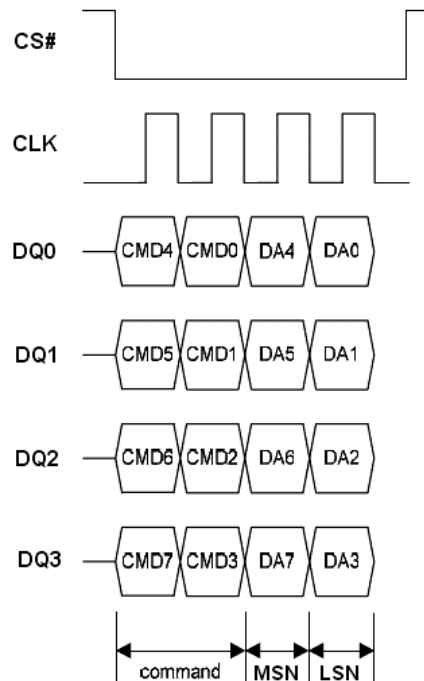 CS#
CLK
DQ0 CMD4 CMD0 DA4 DA0
DQ1 CMD5 CMD1 DA5 DA1
DQ2 CMD6 CMD2 DA6 DA2
DQ3 CMD7 CMD3 DA7 DA3
command MSN LSN